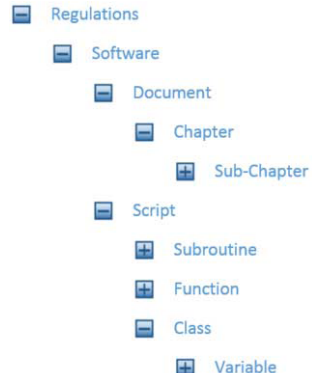 Regulations
Software
Document
Chapter
Sub-Chapter
Script
Subroutine
Function
Class
Variable